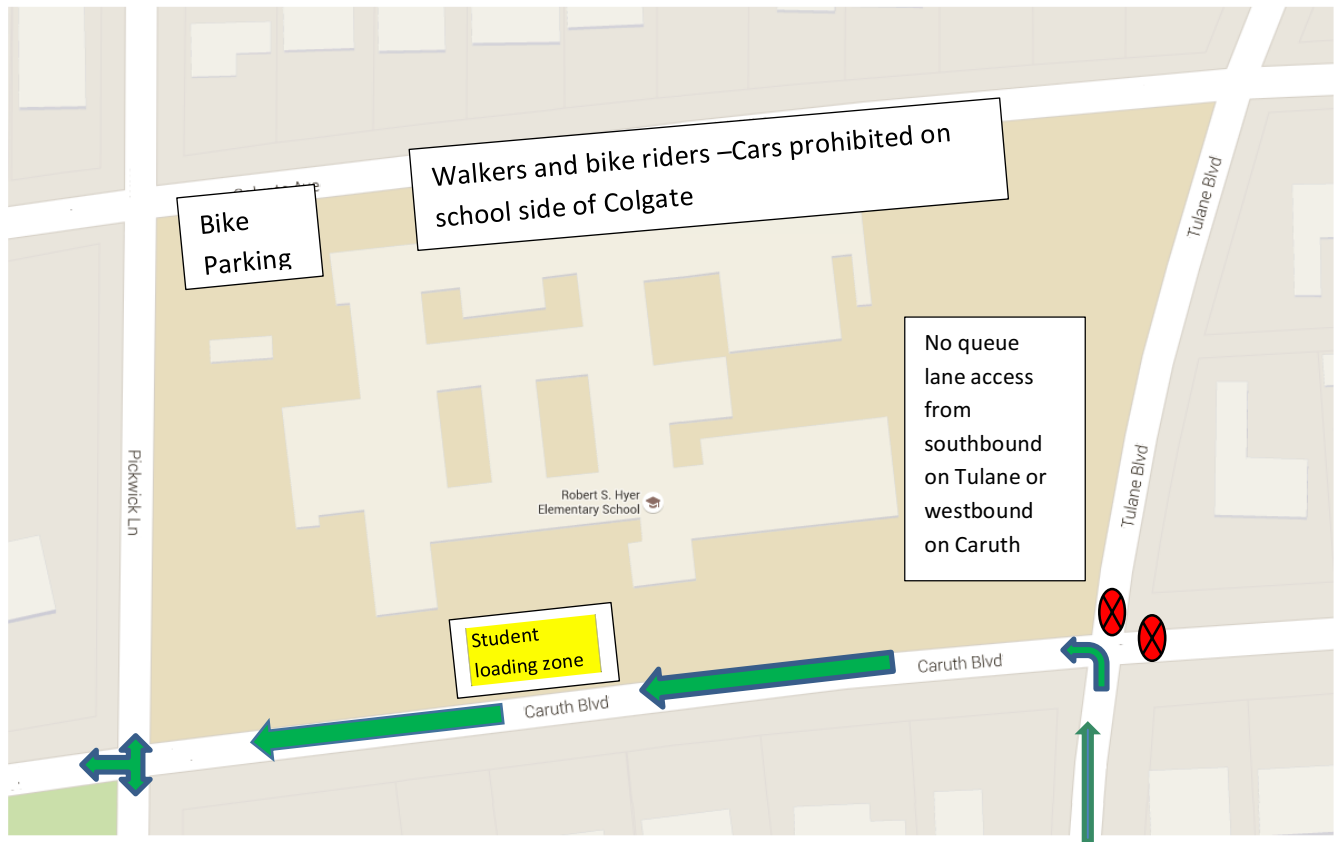 Walkers and bike riders –Cars prohibited on
school side of Colgate
Bike
Parking
Tulane Blvd
No queue
lane access
from
southbound
on Tulane or
westbound
on Caruth
Pickwick Ln
Tulane Blvd
Robert S. Hyer
Elementary School
Student
loading zone
Caruth Blvd
Caruth Blvd